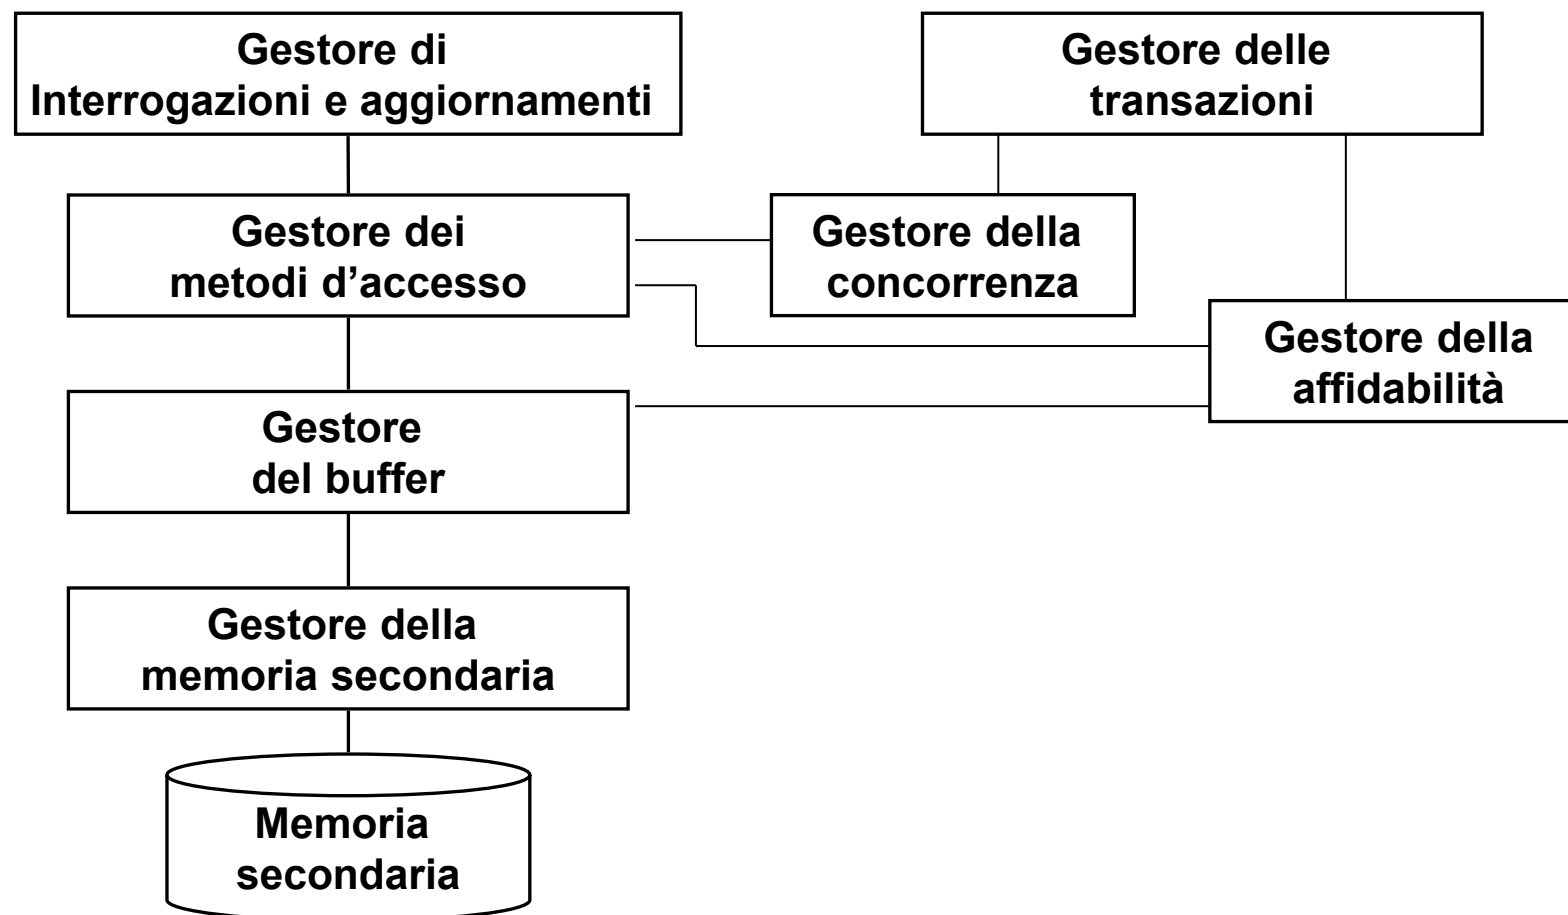 Gestore di
Interrogazioni e aggiornamenti
Gestore delle
transazioni
Gestore dei
metodi d’accesso
Gestore della
concorrenza
Gestore della
affidabilità
Gestore
del buffer
Gestore della
memoria secondaria
Memoria
secondaria